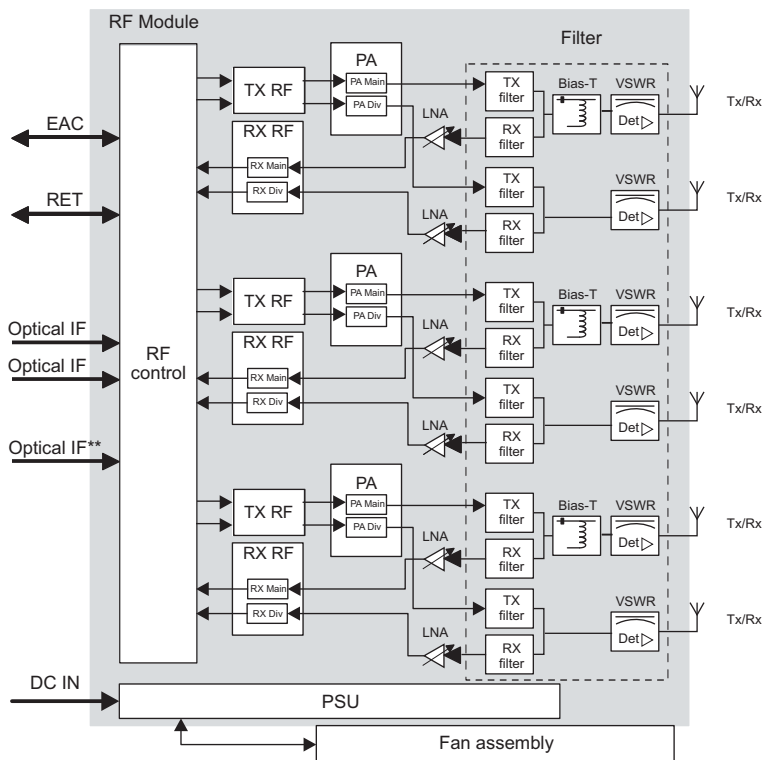 RF Module
Filter
PA
TX RF
PA Main
PA Div
TX filter
Bias-T
VSWR
Det
Tx/Rx
EAC
RX RF
LNA
RX filter
RX Main
RX Div
RET
TX filter
VSWR
Det
Tx/Rx
LNA
RX filter
PA
TX RF
PA Main
PA Div
TX filter
Bias-T
VSWR
Det
Tx/Rx
Optical IF
RF control
RX RF
LNA
RX filter
Optical IF
RX Main
RX Div
TX filter
VSWR
Det
Tx/Rx
Optical IF**
LNA
RX filter
PA
TX RF
PA Main
PA Div
TX filter
Bias-T
VSWR
Det
Tx/Rx
RX RF
LNA
RX filter
RX Main
RX Div
TX filter
VSWR
Det
Tx/Rx
LNA
RX filter
DC IN
PSU
Fan assembly